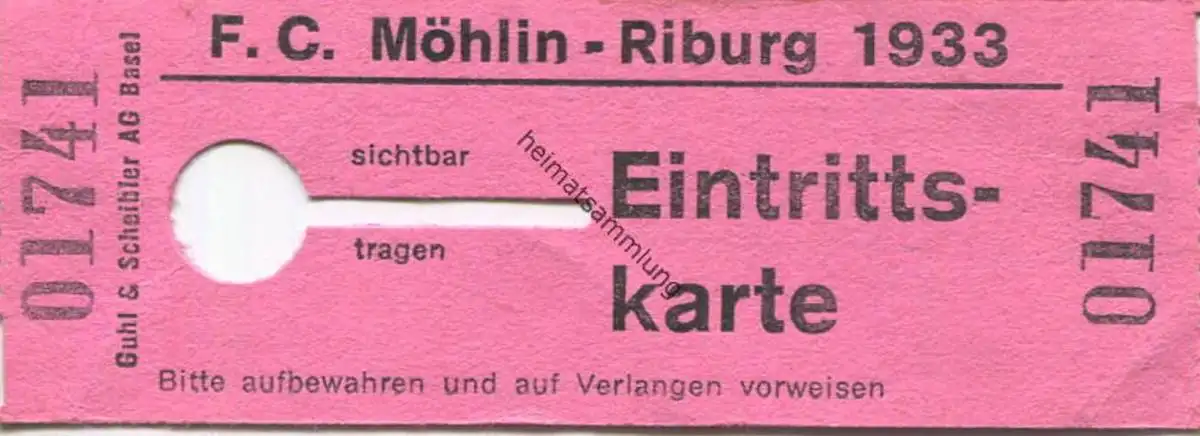 F. C. Möhlin - Riburg 1933
01741
Guhl & Scheibler AG Basel
sichtbar
tragen
Eintritts-
karte
heimatsammlung
01741
Bitte aufbewahren und auf Verlangen vorweisen